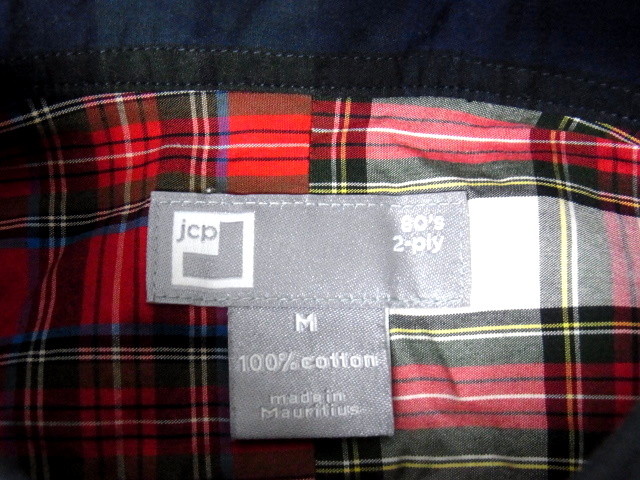 jcp
80's
2-ply
M
100% cotton
made in
Mauritius